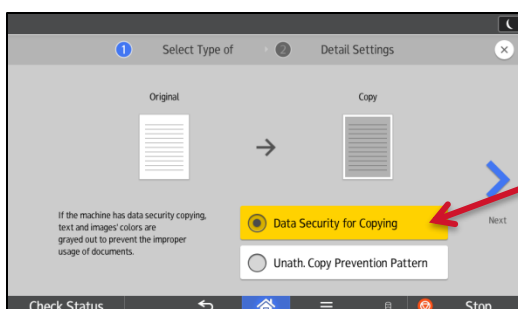 1 Select Type of 2 Detail Settings
Original Copy
Next
If the machine has data security copying,
text and images' colors are
grayed out to prevent the improper
usage of documents.
Data Security for Copying
Unath. Copy Prevention Pattern
Check Status Stop